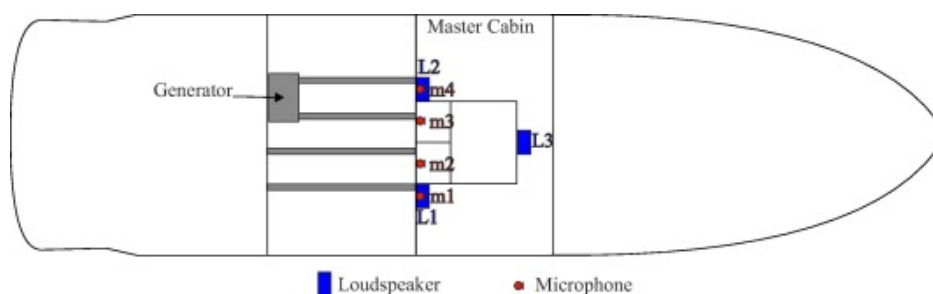 Master Cabin
L2
Generator
m4
m3
L3
m2
m1
L1
Loudspeaker
Microphone